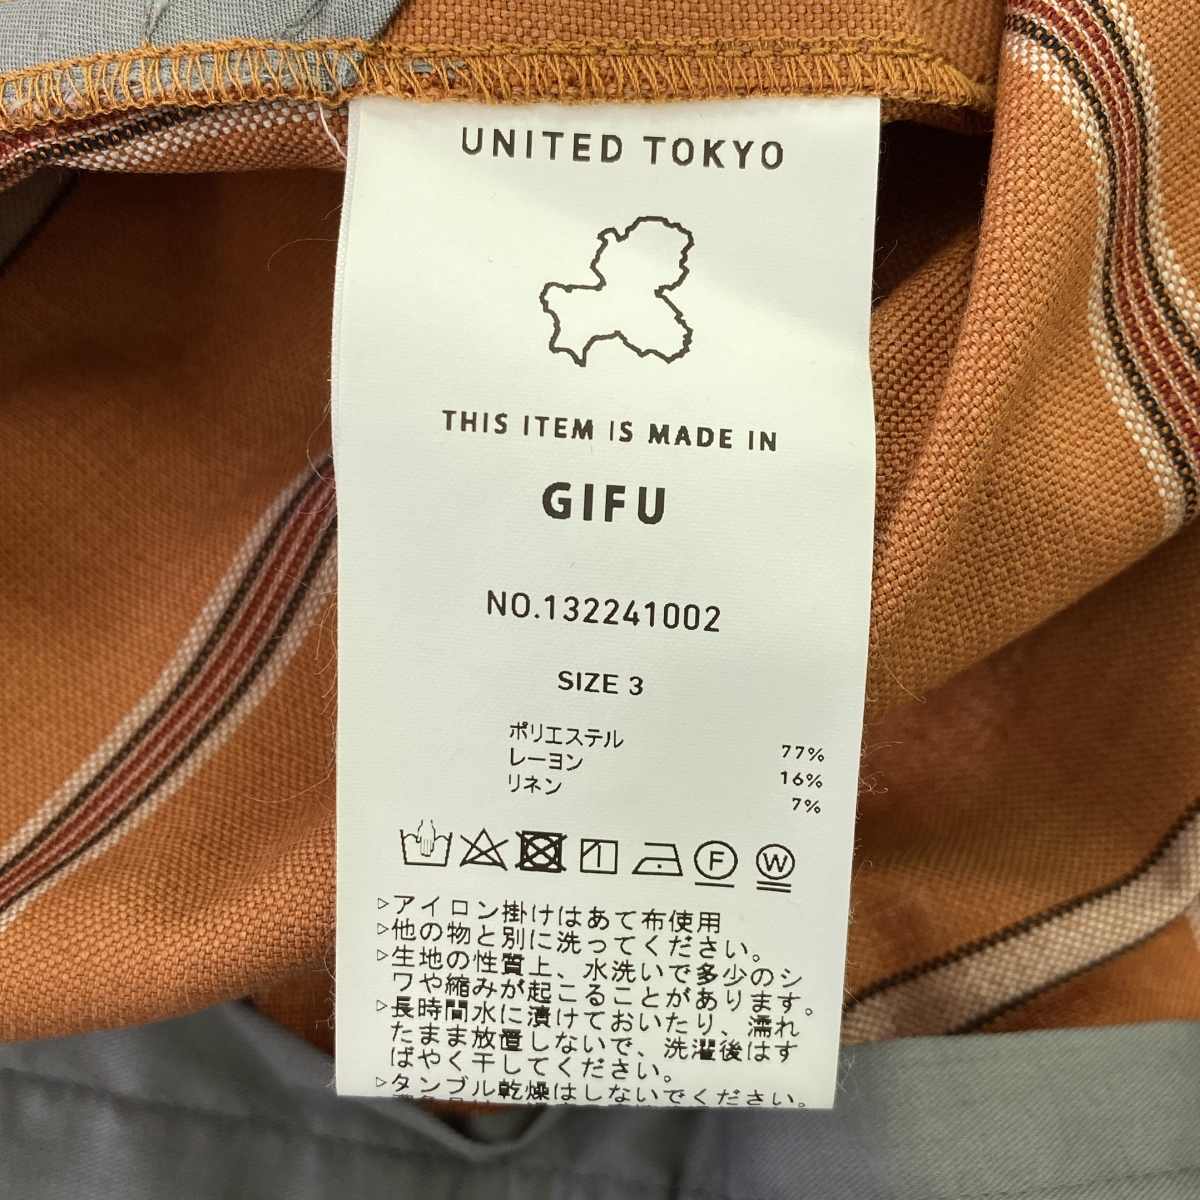 UNITED TOKYO
THIS ITEM IS MADE IN
GIFU
NO.132241002
SIZE 3
ポリエステル 77%
レーヨン 16%
リネン 7%
F W
▷アイロン掛けはあて布使用
▷他の物と別に洗ってください。
▷生地の性質上、水洗いで多少のシ
ワや縮みが起こることがあります。
▷長時間水に漬けておいたり、濡れ
たまま放置しないで、洗濯後はす
ばやく干してください。
▷タンブル乾燥はしないでください。